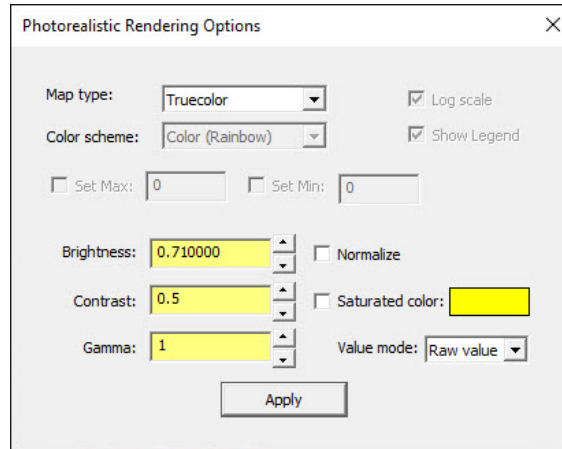 Photorealistic Rendering Options
Map type: Truecolor Log scale
Color scheme: Color (Rainbow) Show Legend
Set Max: 0 Set Min: 0
Brightness: 0.710000 Normalize
Contrast: 0.5 Saturated color:
Gamma: 1 Value mode: Raw value
Apply